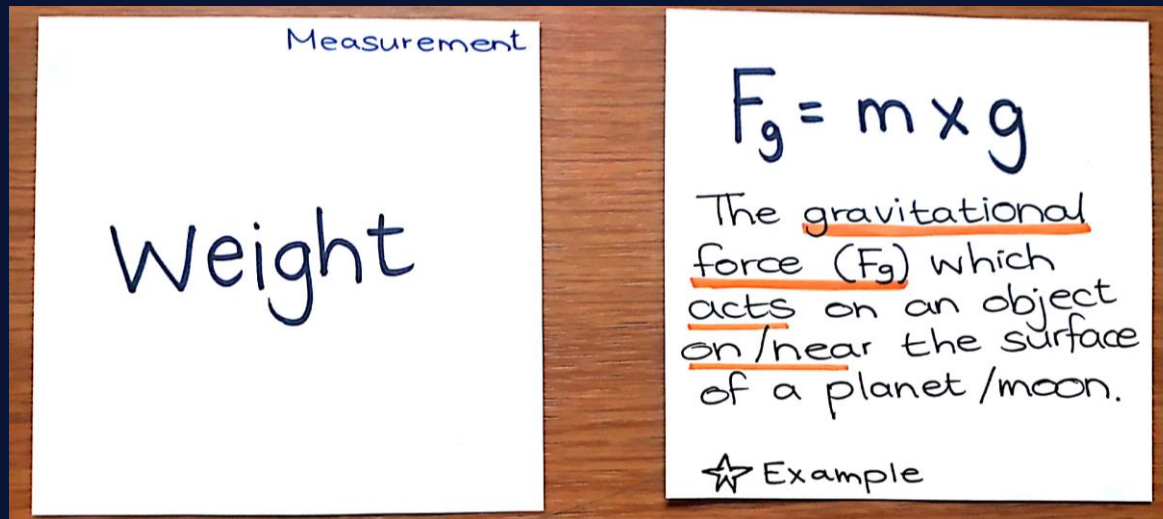 Measurement
Weight
Fg = m x g
The gravitational
force (Fg) which
acts on an object
on/near the surface
of a planet/moon.
☆ Example